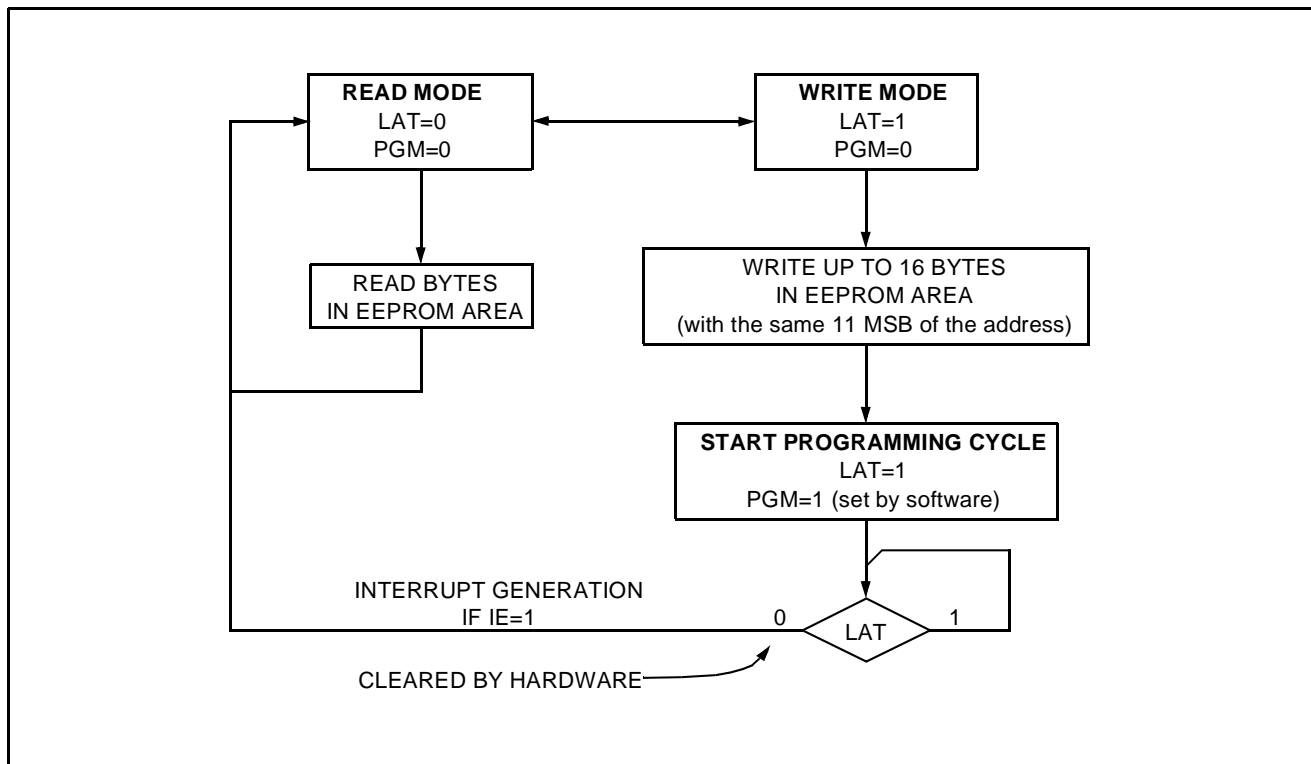 READ MODE
LAT=0
PGM=0
WRITE MODE
LAT=1
PGM=0
READ BYTES
IN EEPROM AREA
WRITE UP TO 16 BYTES
IN EEPROM AREA
(with the same 11 MSB of the address)
START PROGRAMMING CYCLE
LAT=1
PGM=1 (set by software)
INTERRUPT GENERATION
IF IE=1
0
LAT
1
CLEARED BY HARDWARE